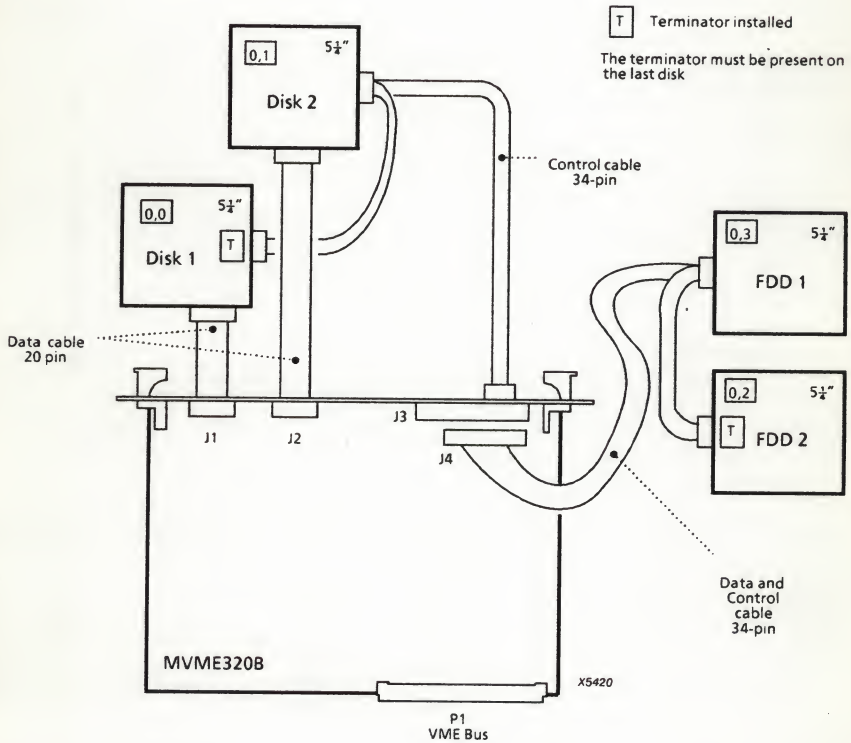 T Terminator installed
The terminator must be present on
the last disk
0,1 5¼"
Disk 2
Control cable
34-pin
0,0 5¼"
T
Disk 1
0,3 5¼"
FDD 1
Data cable
20 pin
0,2 5¼"
T
FDD 2
J1
J2
J3
J4
Data and
Control
cable
34-pin
MVME320B
X5420
P1
VME Bus